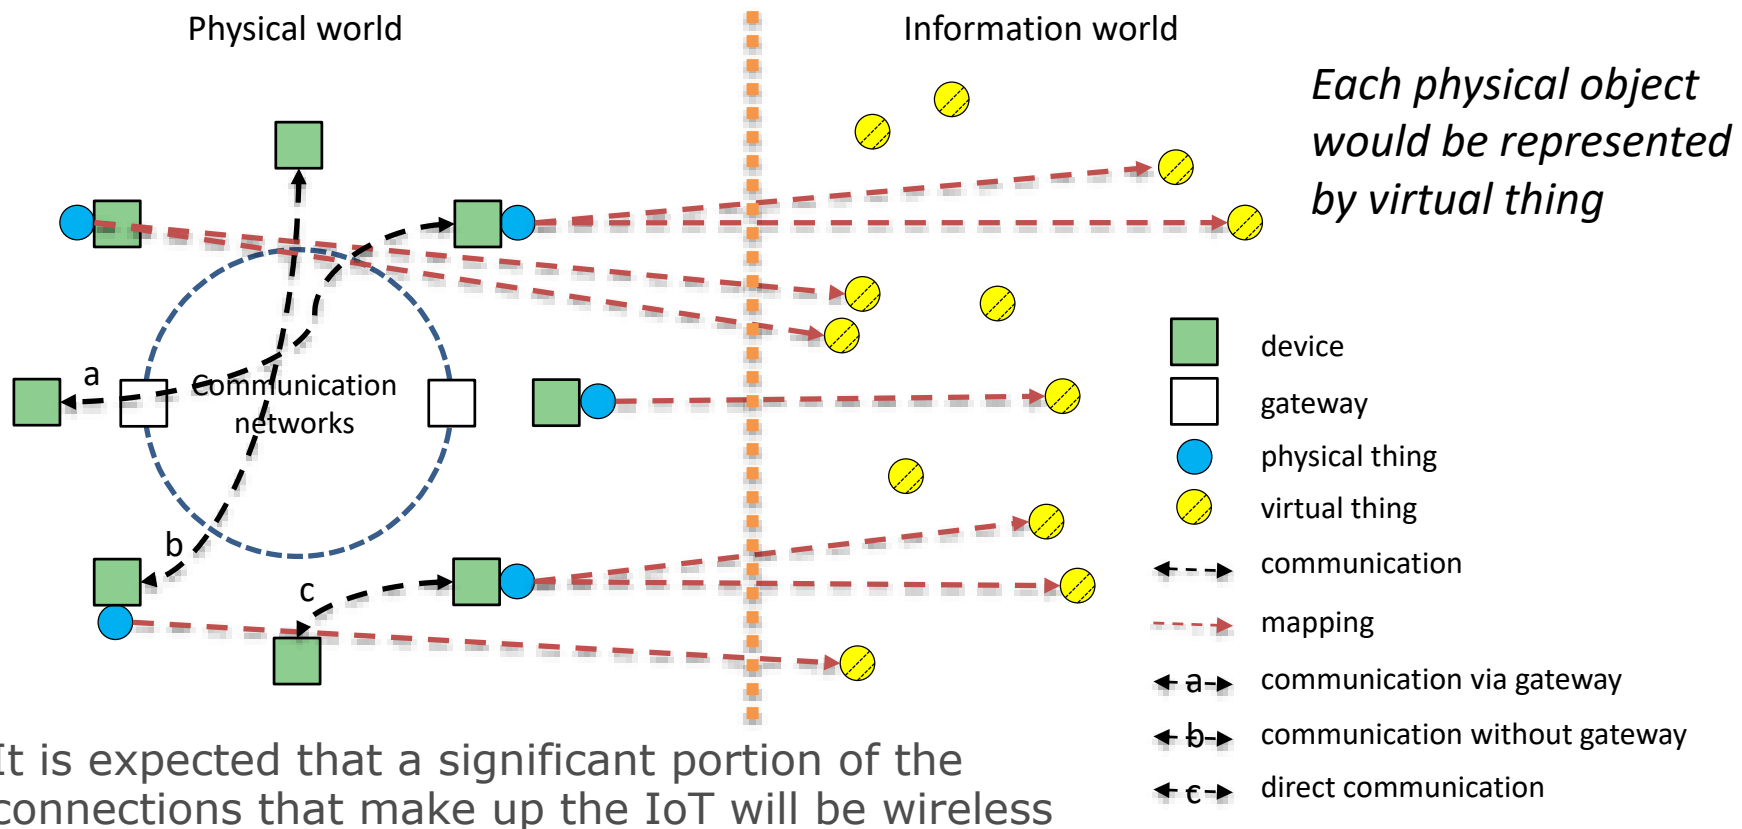 Physical world
Information world
Each physical object
would be represented
by virtual thing
a
Communication
networks
b
c
device
gateway
physical thing
virtual thing
communication
mapping
a
communication via gateway
b
communication without gateway
c
direct communication
It is expected that a significant portion of the
connections that make up the IoT will be wireless